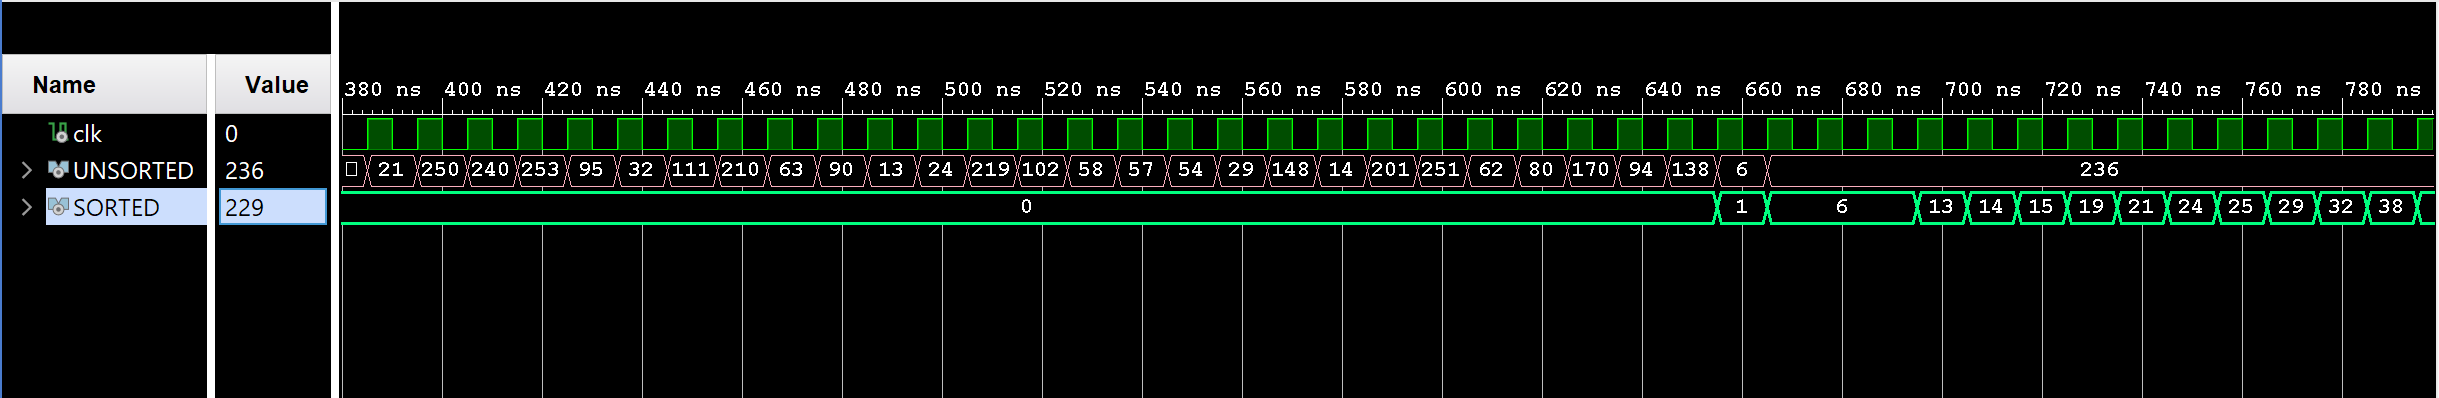 380 ns 400 ns 420 ns 440 ns 460 ns 480 ns 500 ns 520 ns 540 ns 560 ns 580 ns 600 ns 620 ns 640 ns 660 ns 680 ns 700 ns 720 ns 740 ns 760 ns 780 ns
Name Value
clk 0
UNSORTED 236 21 250 240 253 95 32 111 210 63 90 13 24 219 102 58 57 54 29 148 14 201 251 62 80 170 94 138 6 236
SORTED 229 0 1 6 13 14 15 19 21 24 25 29 32 38